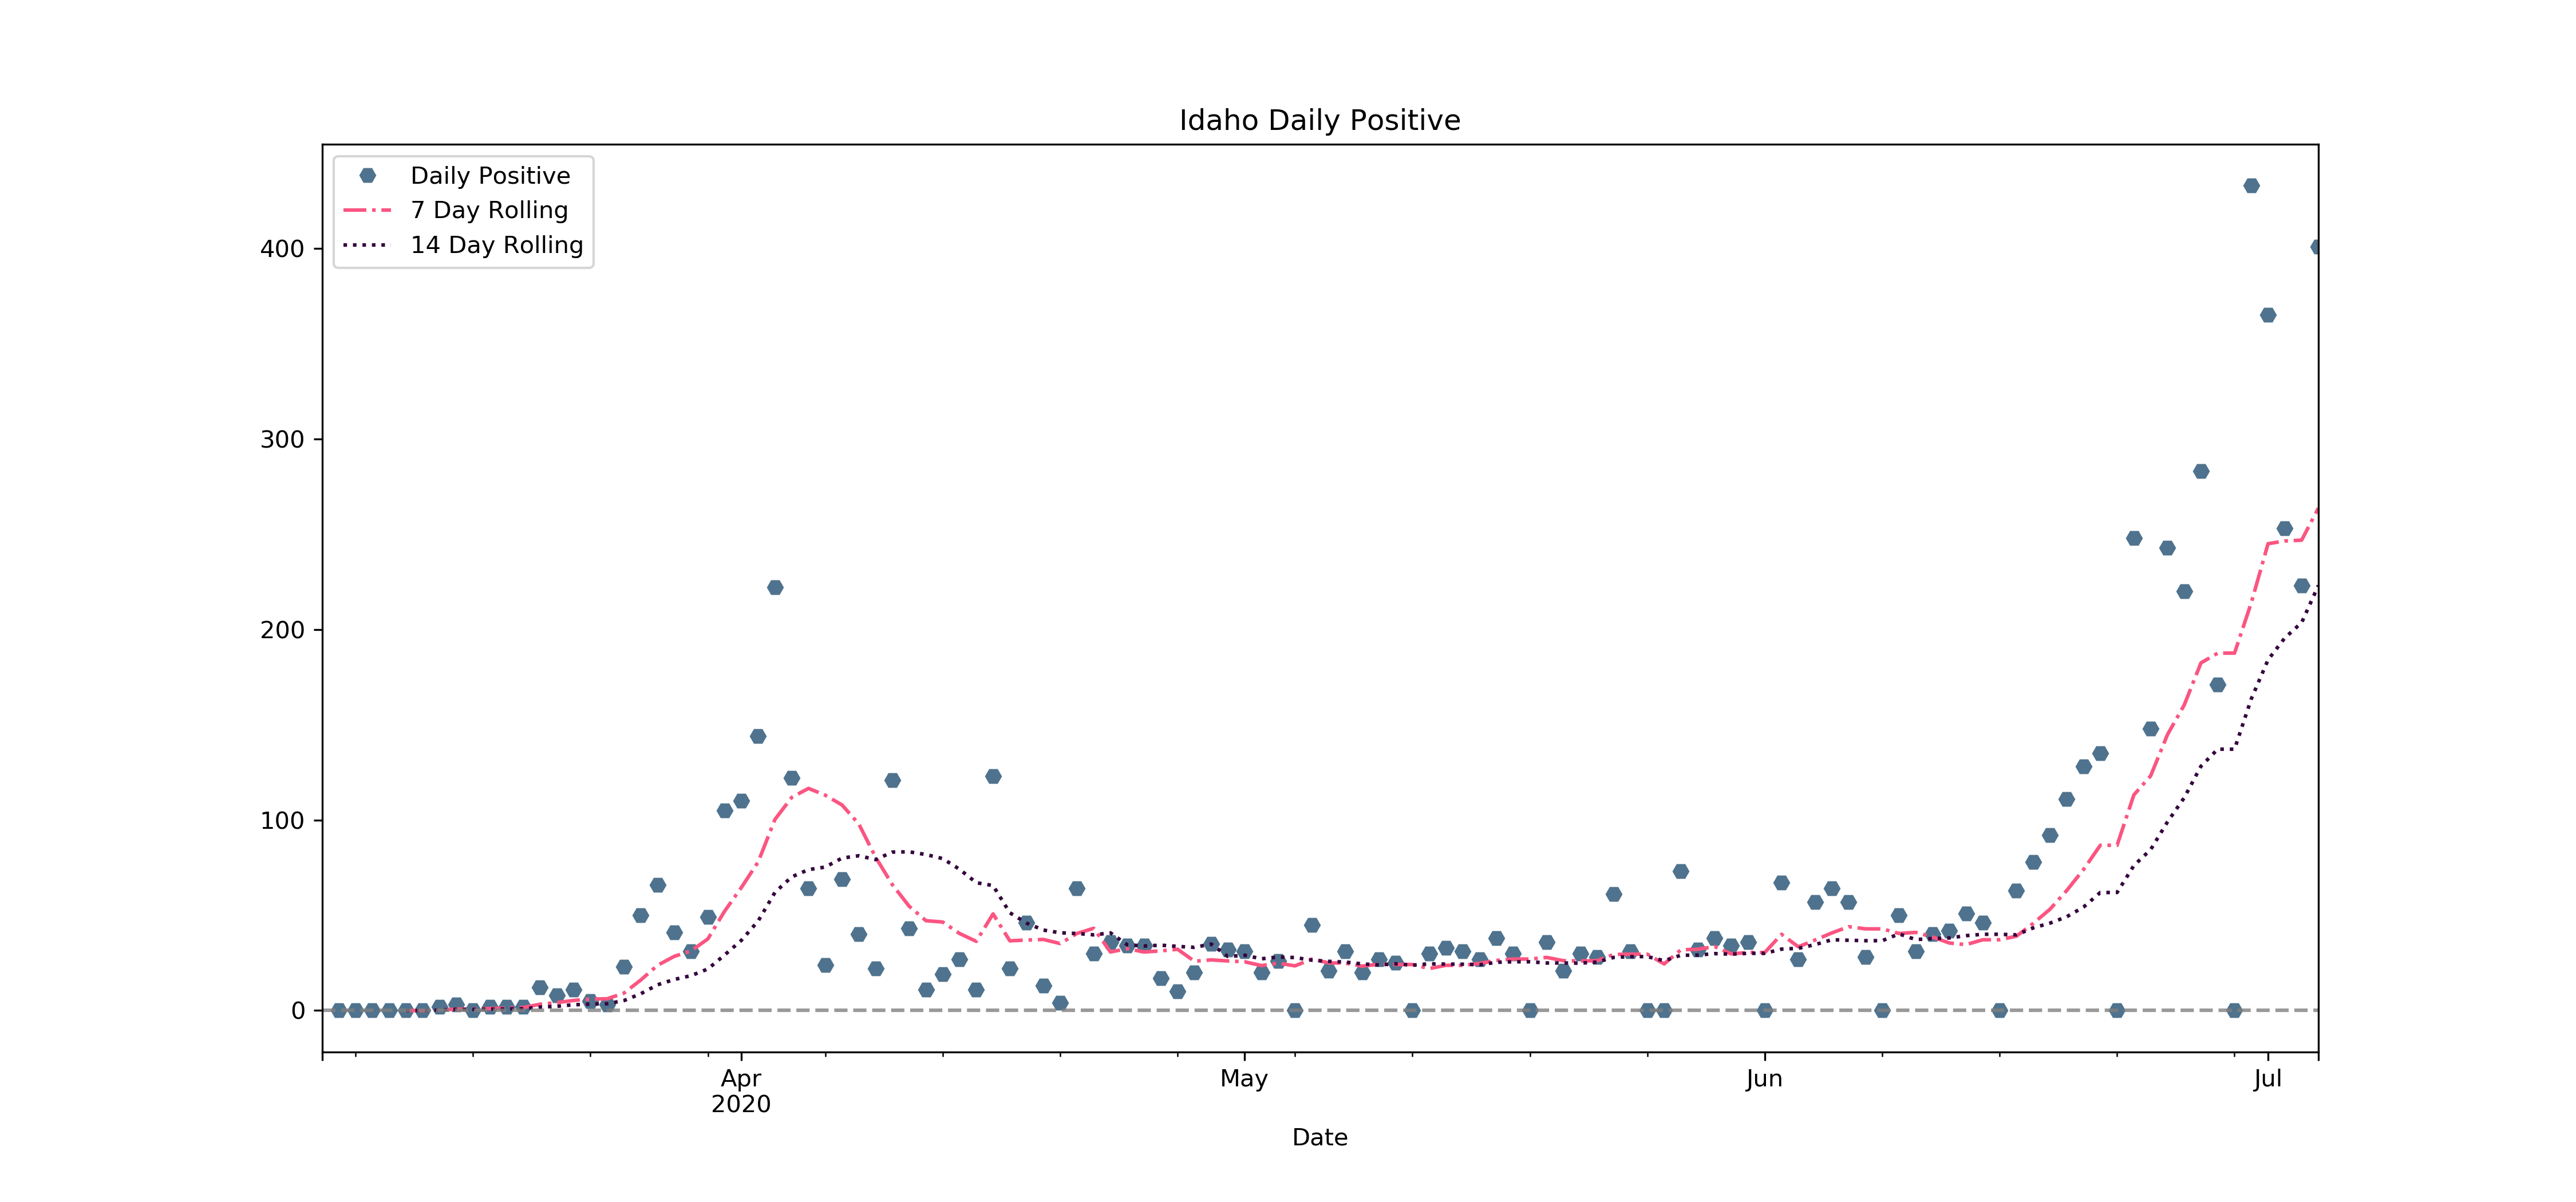 Idaho Daily Positive
Daily Positive
7 Day Rolling
14 Day Rolling
400
300
200
100
0
Apr
2020
May
Jun
Jul
Date